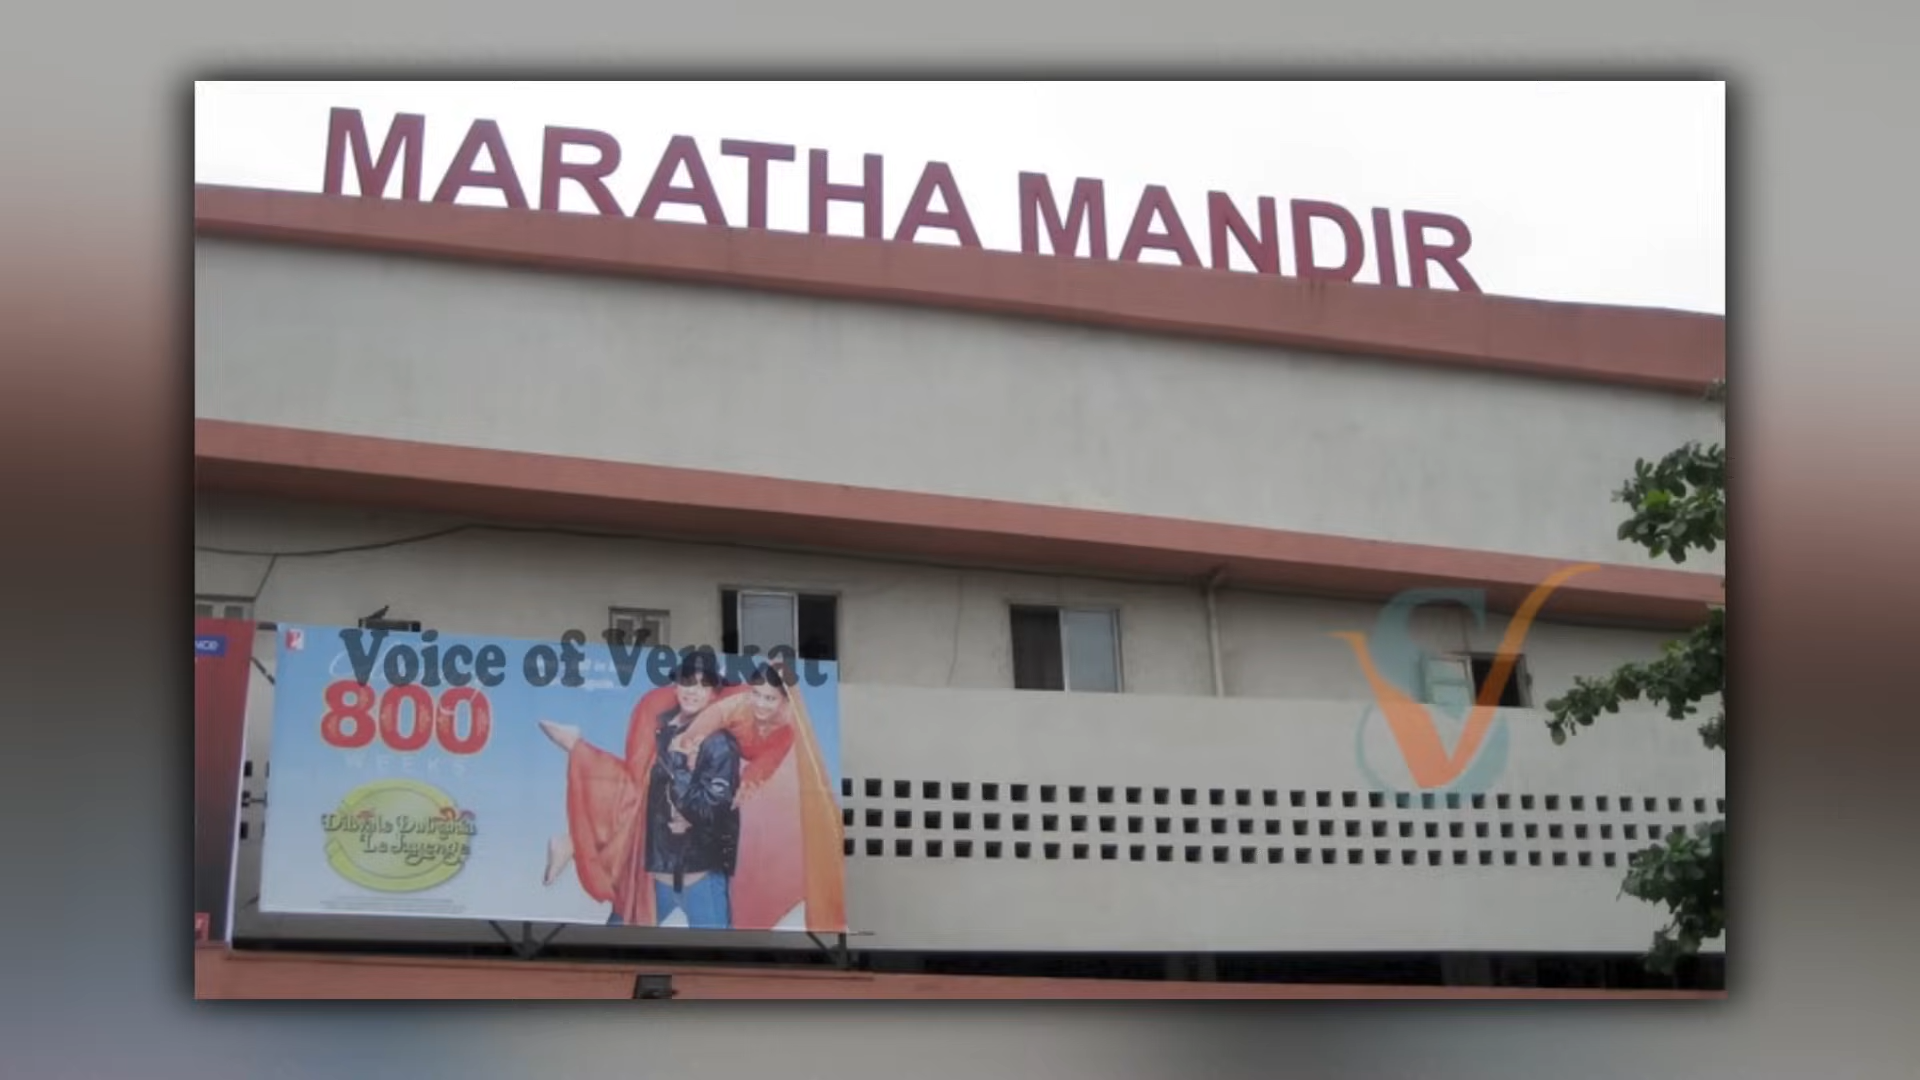 MARATHA MANDIR
Voice of Venkat
800
WEEKS
Dilwale Dulhania
Le Jayenge